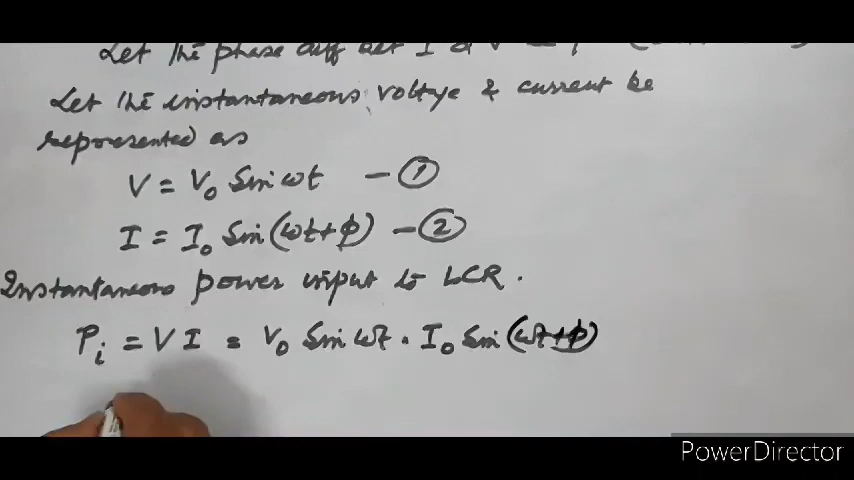 Let the phase diff bet I &
Let the instantaneous voltage & current be
represented as
V = V₀ Sin ωt — ①
I = I₀ Sin (ωt+φ) — ②
Instantaneous power input to LCR .
Pᵢ = V I = V₀ Sin ωt . I₀ Sin (ωt+φ)
PowerDirector